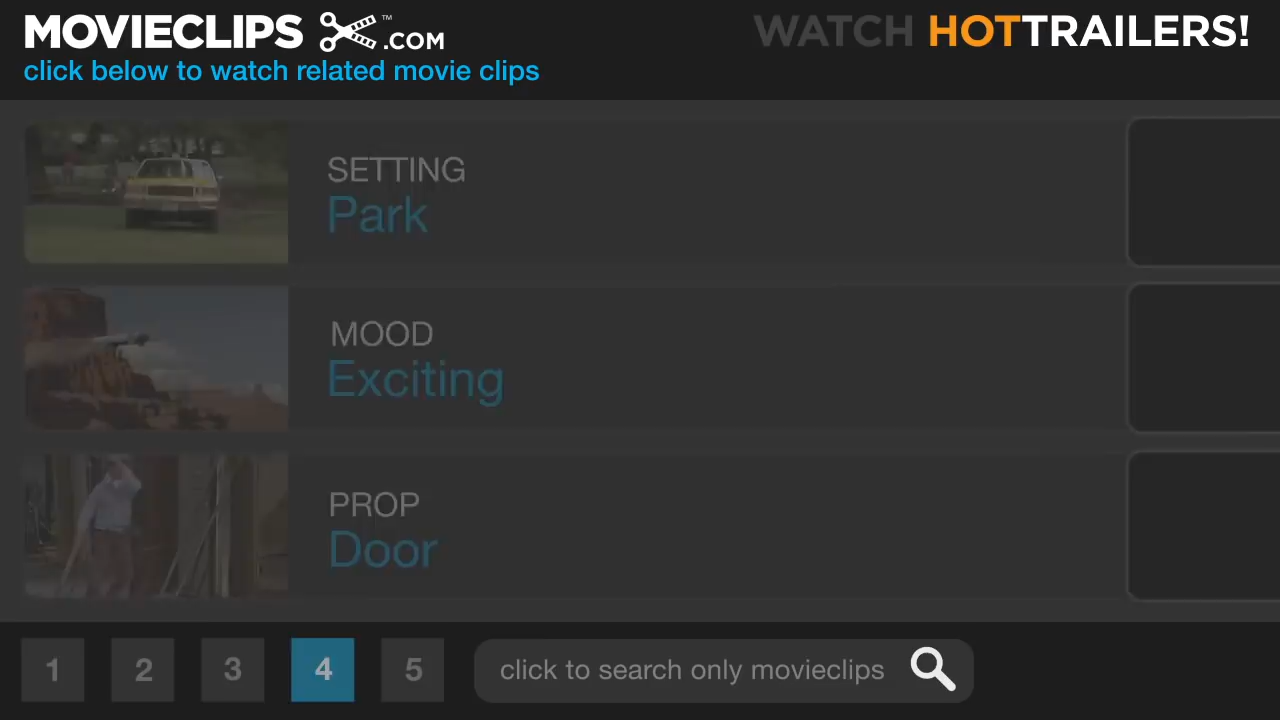 MOVIECLIPS ™ .COM
WATCH HOTTRAILERS!
click below to watch related movie clips
SETTING
Park
MOOD
Exciting
PROP
Door
1 2 3 4 5 click to search only movieclips